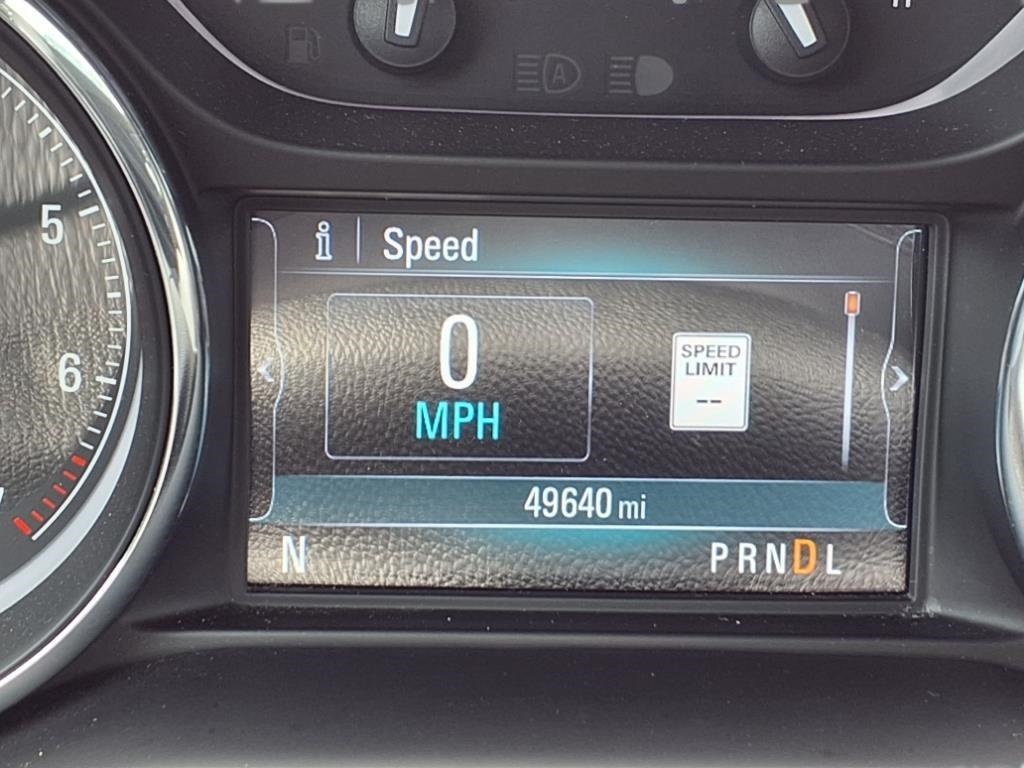 A
5
6
i Speed
0
MPH
SPEED
LIMIT
--
49640 mi
N
PRNDL